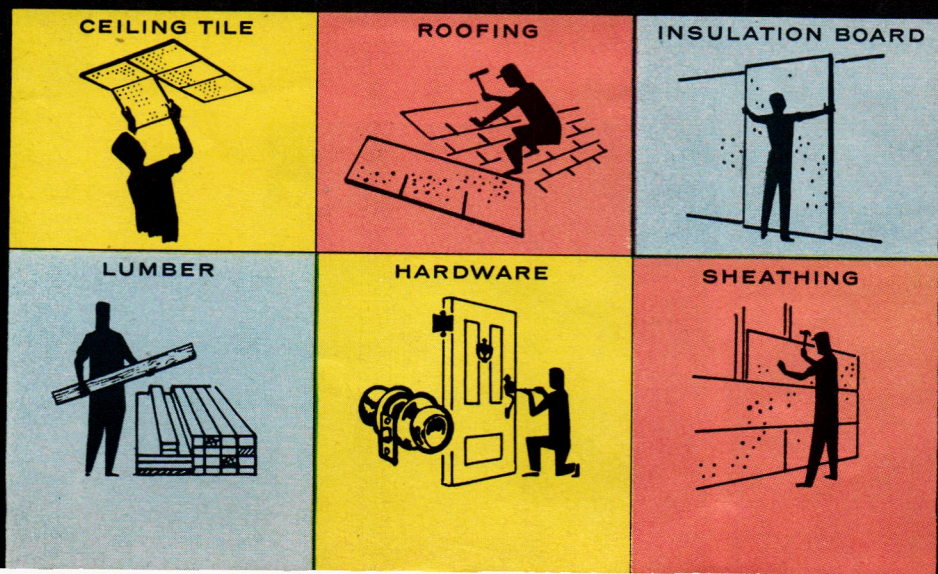 CEILING TILE
ROOFING
INSULATION BOARD
LUMBER
HARDWARE
SHEATHING